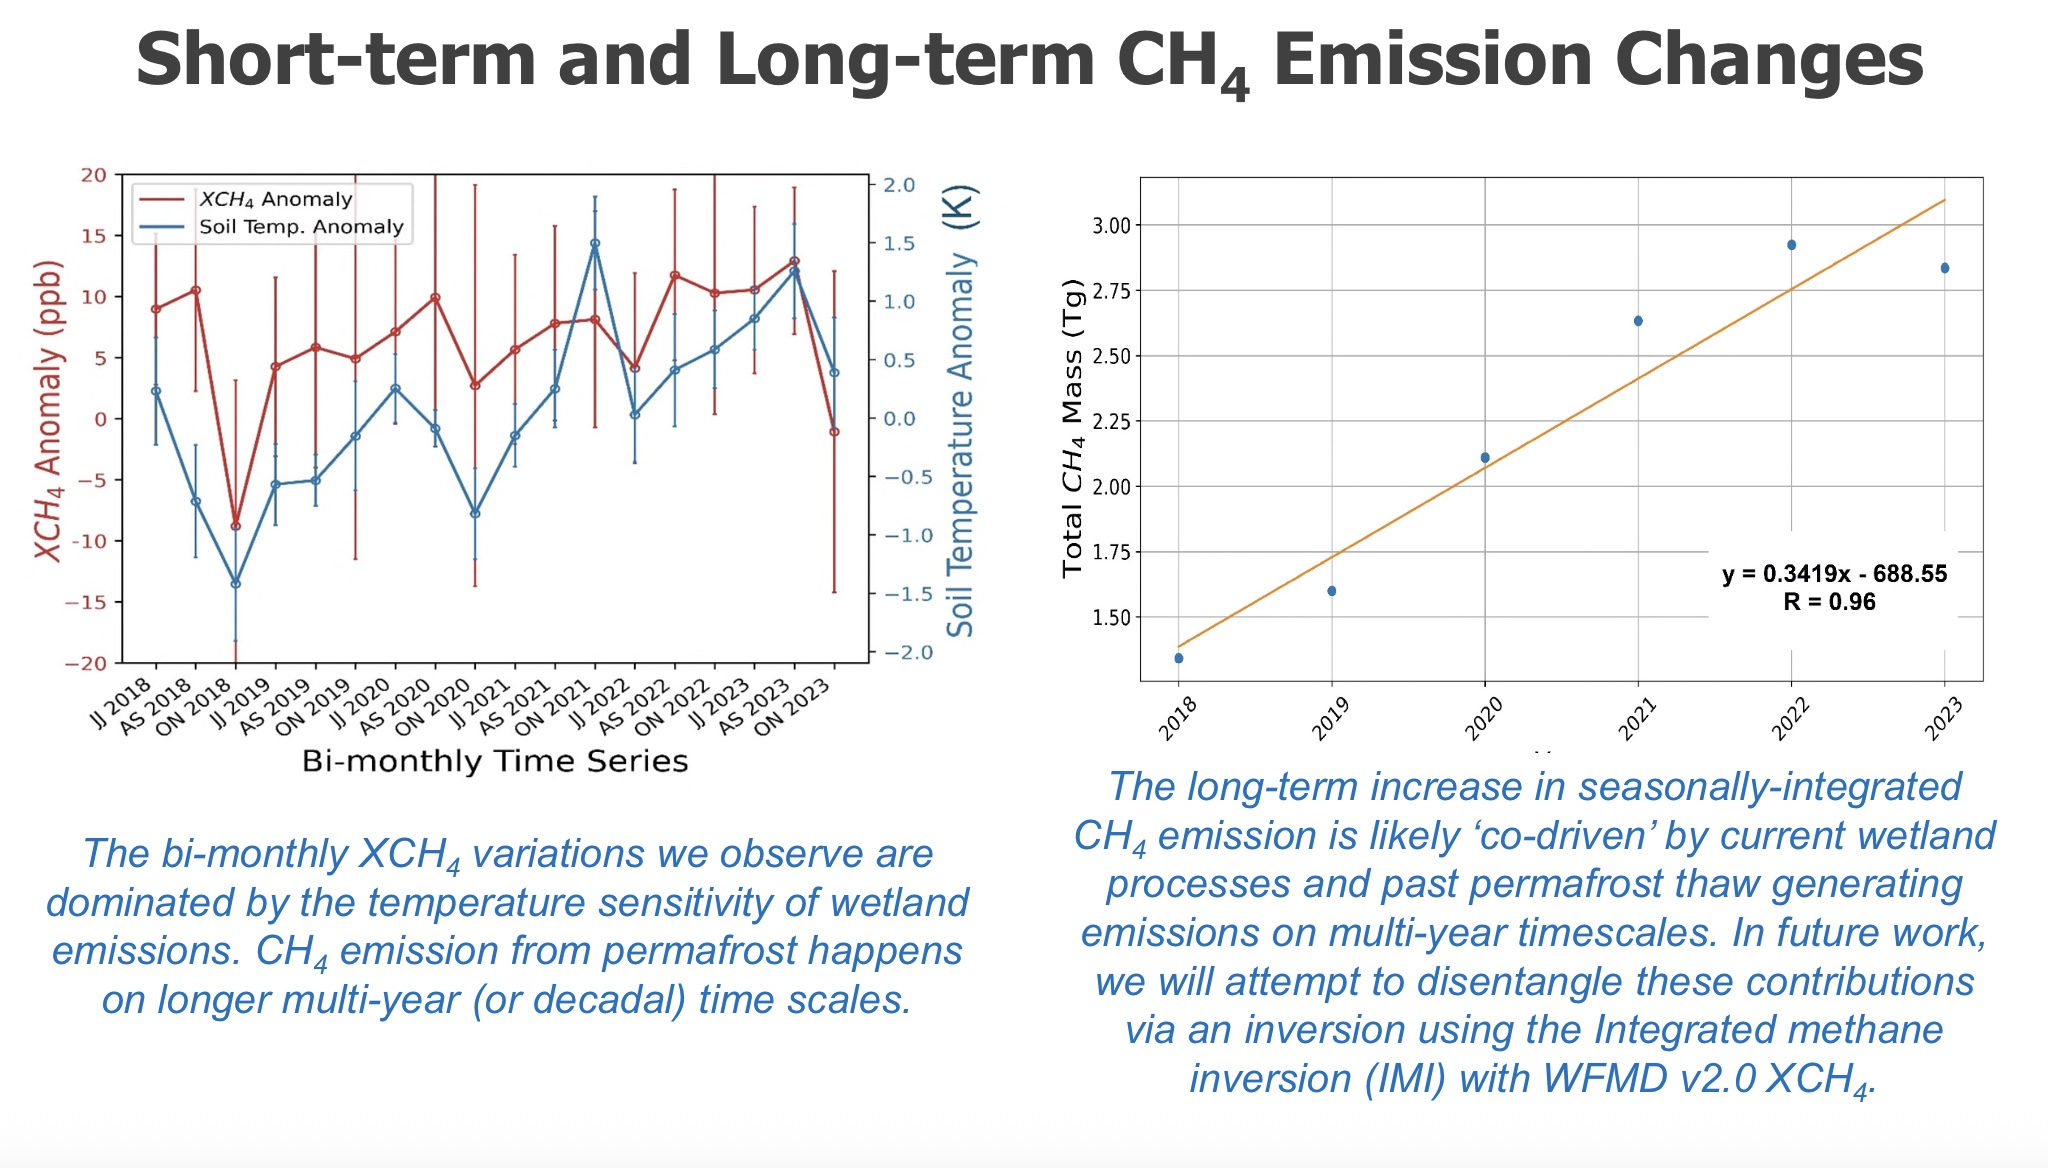 Short-term and Long-term CH₄ Emission Changes
20
15
10
5
0
−5
-10
−15
−20
XCH₄ Anomaly (ppb)
XCH₄ Anomaly
Soil Temp. Anomaly
2.0
1.5
1.0
0.5
0.0
−0.5
−1.0
−1.5
−2.0
Soil Temperature Anomaly (K)
JJ 2018
AS 2018
ON 2018
JJ 2019
AS 2019
ON 2019
JJ 2020
AS 2020
ON 2020
JJ 2021
AS 2021
ON 2021
JJ 2022
AS 2022
ON 2022
JJ 2023
AS 2023
ON 2023
Bi-monthly Time Series
The bi-monthly XCH₄ variations we observe are
dominated by the temperature sensitivity of wetland
emissions. CH₄ emission from permafrost happens
on longer multi-year (or decadal) time scales.
Total CH₄ Mass (Tg)
3.00
2.75
2.50
2.25
2.00
1.75
1.50
y = 0.3419x - 688.55
R = 0.96
2018
2019
2020
2021
2022
2023
The long-term increase in seasonally-integrated
CH₄ emission is likely ‘co-driven’ by current wetland
processes and past permafrost thaw generating
emissions on multi-year timescales. In future work,
we will attempt to disentangle these contributions
via an inversion using the Integrated methane
inversion (IMI) with WFMD v2.0 XCH₄.